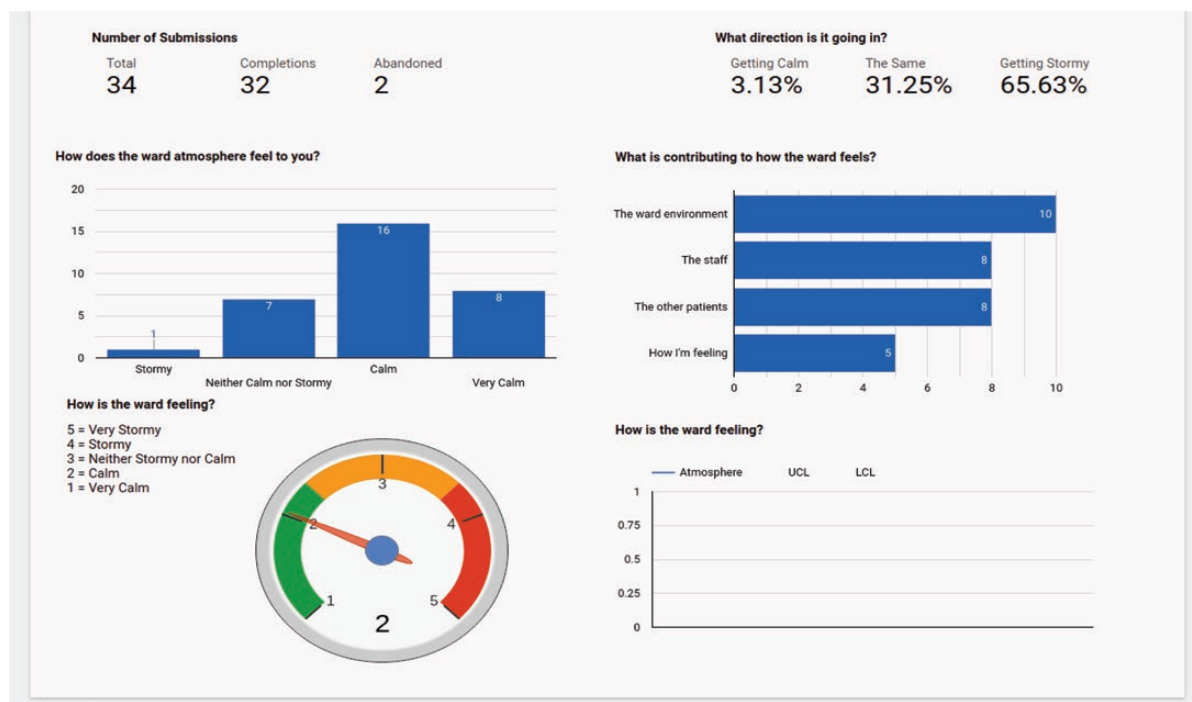 Number of Submissions
Total Completions Abandoned
34 32 2
What direction is it going in?
Getting Calm The Same Getting Stormy
3.13% 31.25% 65.63%
How does the ward atmosphere feel to you?
20
15
10
5
0
1
7
16
8
Stormy
Neither Calm nor Stormy
Calm
Very Calm
What is contributing to how the ward feels?
The ward environment 10
The staff 8
The other patients 8
How I'm feeling 5
0 2 4 6 8 10
How is the ward feeling?
5 = Very Stormy
4 = Stormy
3 = Neither Stormy nor Calm
2 = Calm
1 = Very Calm
3
2
4
1
5
2
How is the ward feeling?
Atmosphere UCL LCL
1
0.75
0.5
0.25
0